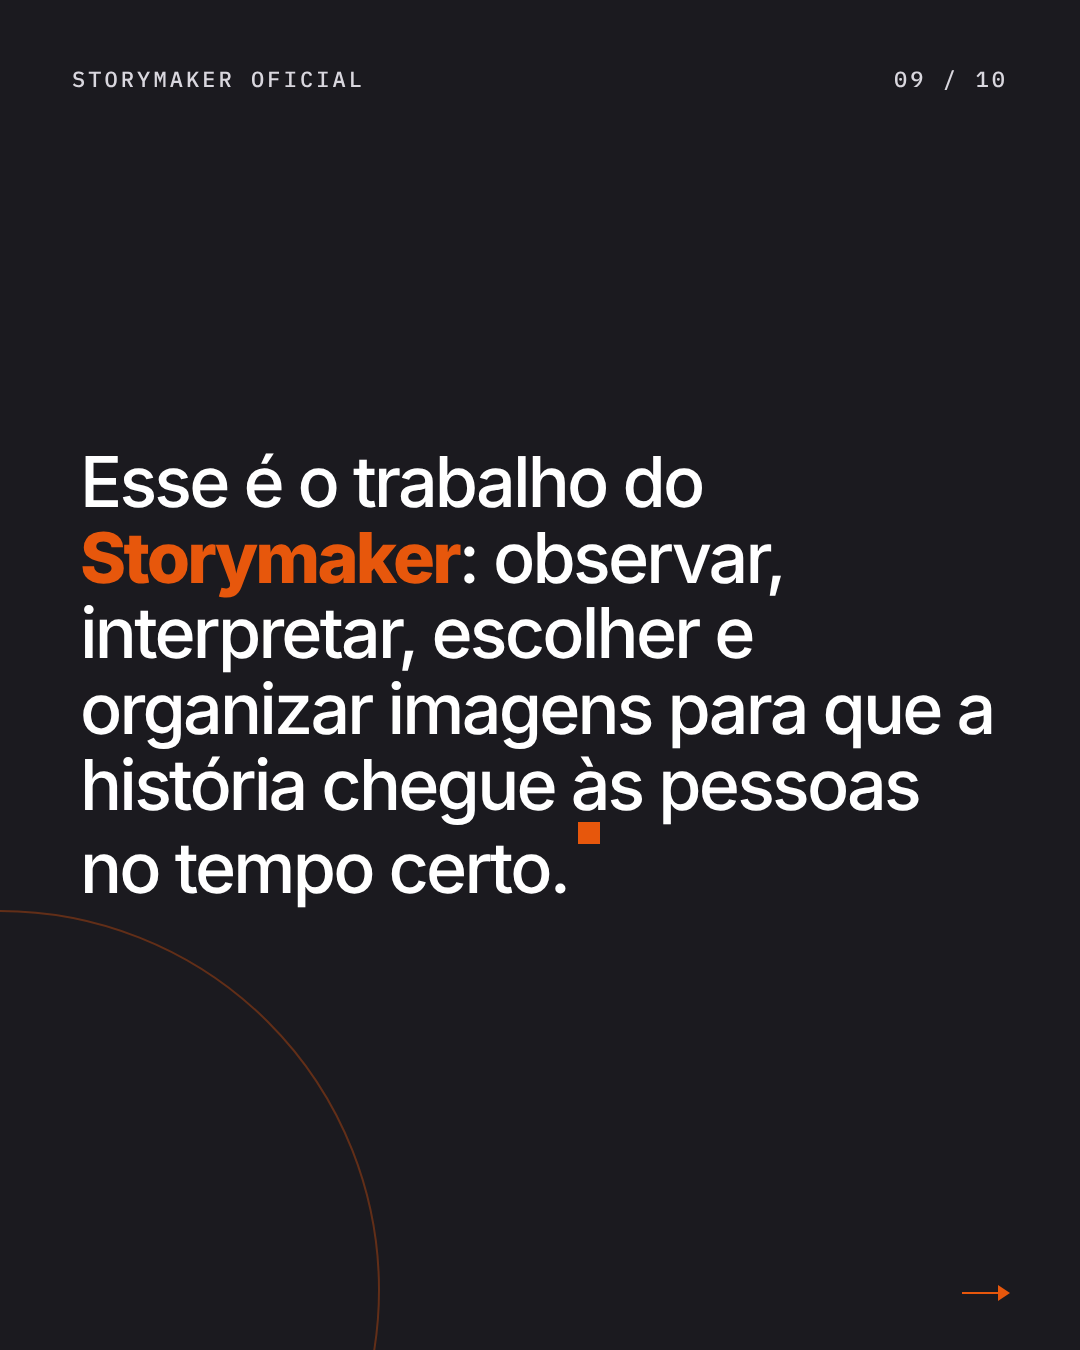 STORYMAKER OFICIAL
09 / 10
Esse é o trabalho do
Storymaker: observar,
interpretar, escolher e
organizar imagens para que a
história chegue às pessoas
no tempo certo.